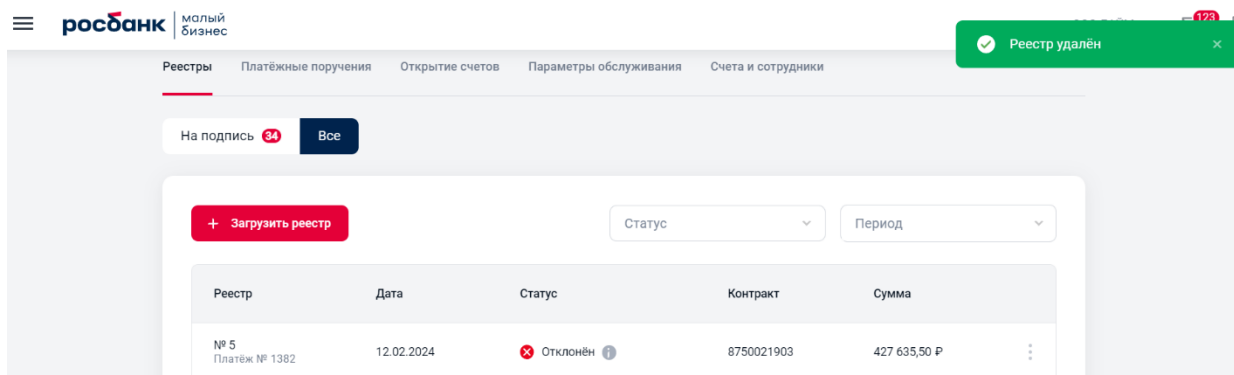 росбанк малый бизнес
123
Реестр удалён
Реестры Платёжные поручения Открытие счетов Параметры обслуживания Счета и сотрудники
На подпись 34 Все
+ Загрузить реестр Статус Период
Реестр Дата Статус Контракт Сумма
№ 5 12.02.2024 Отклонён 8750021903 427 635,50 ₽
Платёж № 1382